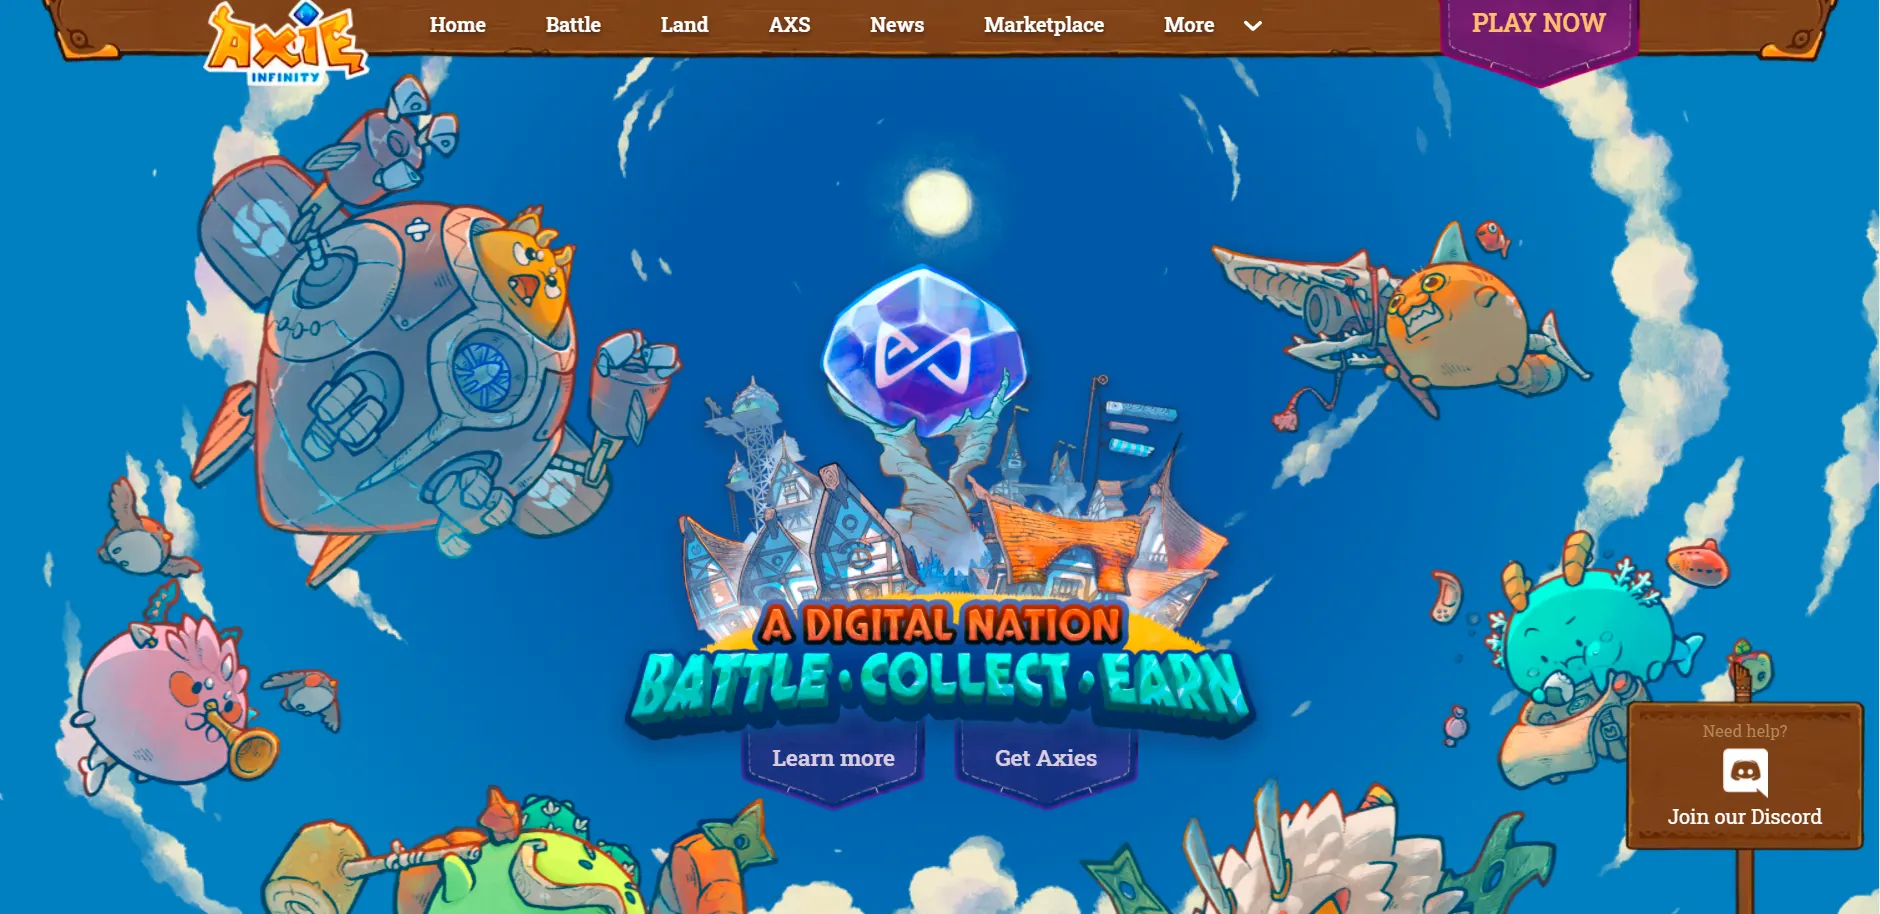 AXIE
INFINITY
Home
Battle
Land
AXS
News
Marketplace
More
PLAY NOW
A DIGITAL NATION
BATTLE · COLLECT · EARN
Learn more
Get Axies
Need help?
Join our Discord